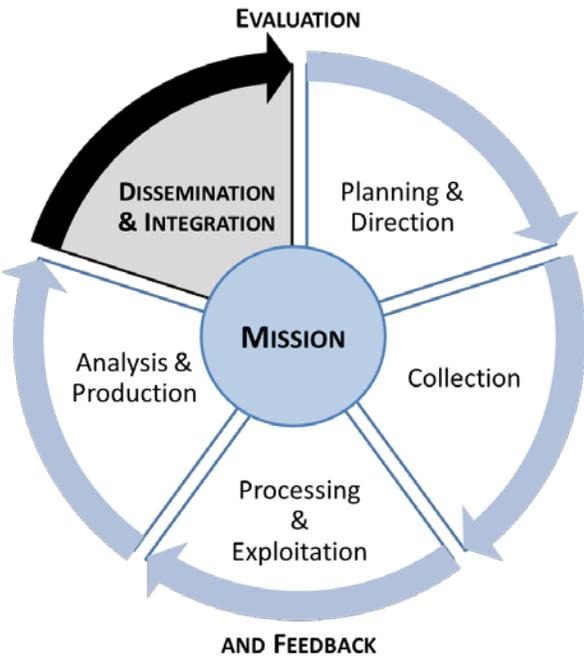 EVALUATION
DISSEMINATION
& INTEGRATION
Planning &
Direction
MISSION
Analysis &
Production
Collection
Processing
&
Exploitation
AND FEEDBACK